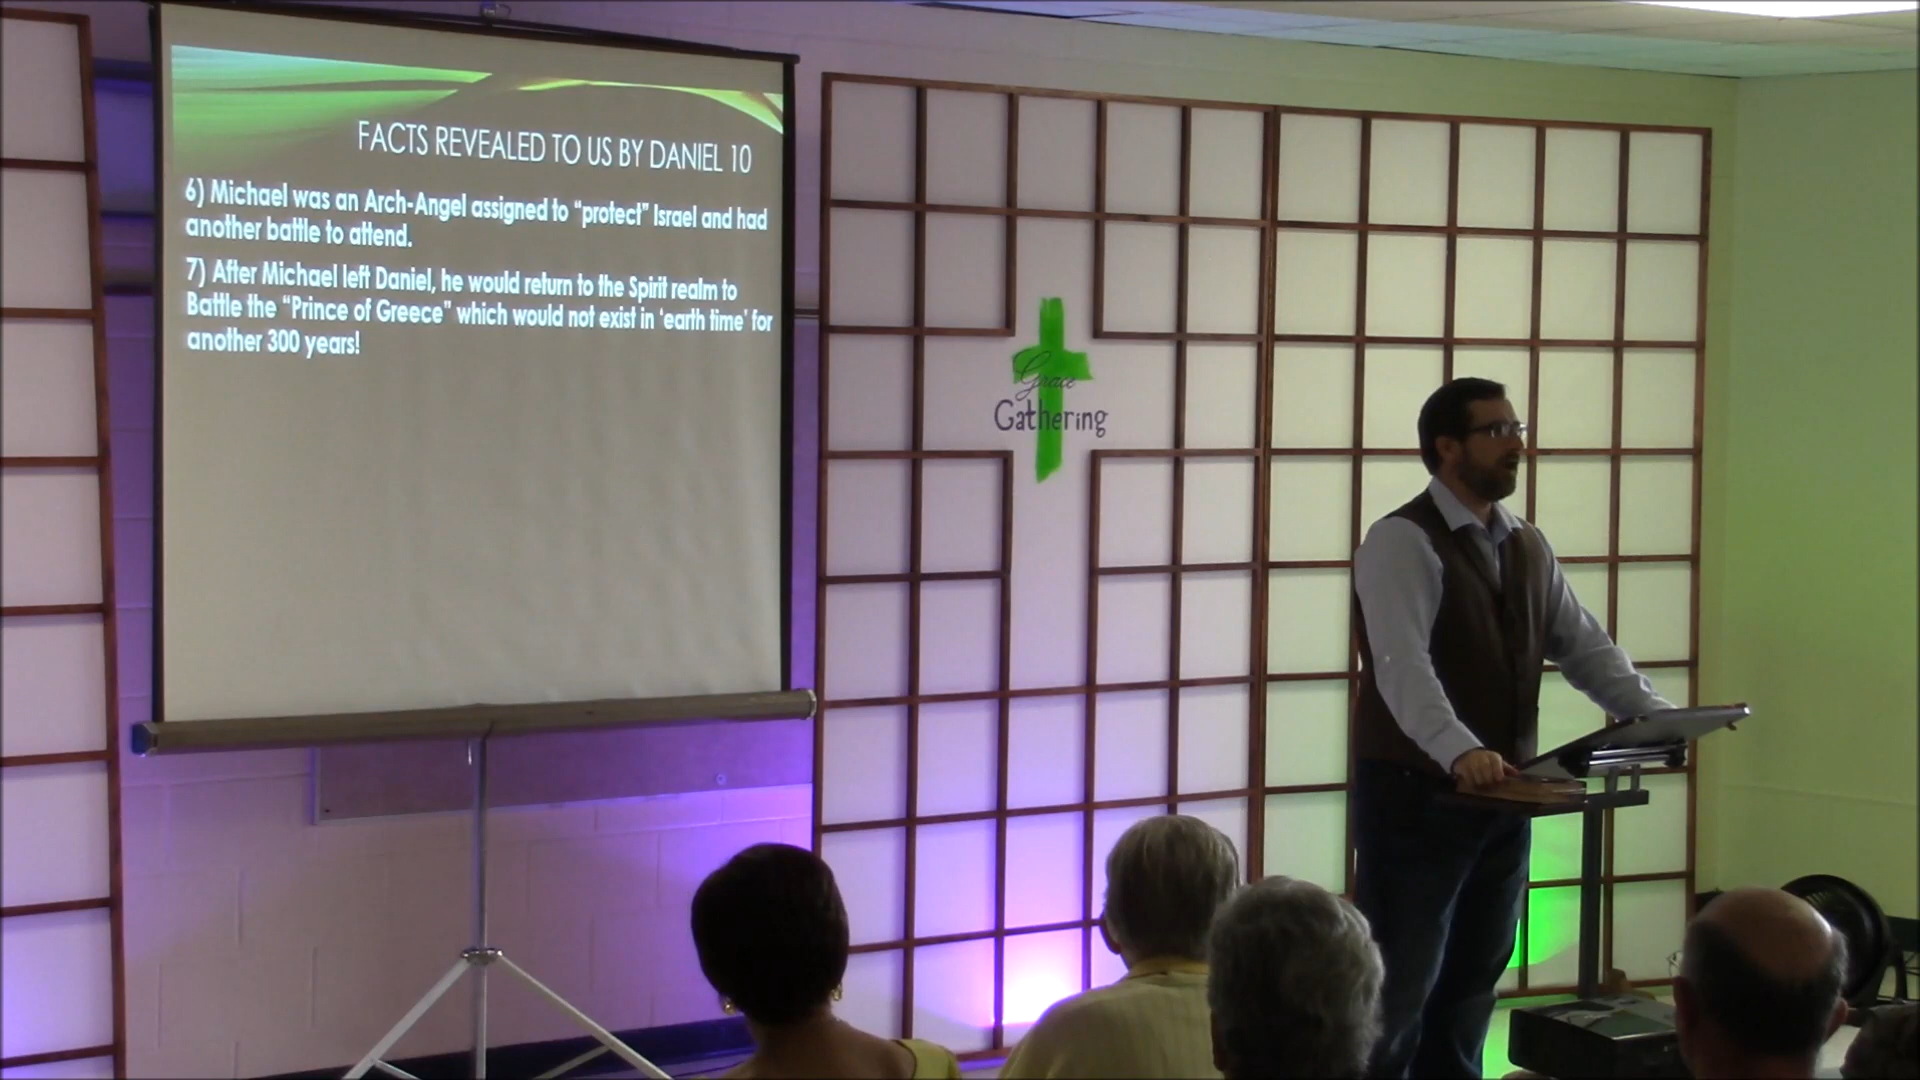 FACTS REVEALED TO US BY DANIEL 10
6) Michael was an Arch-Angel assigned to “protect” Israel and had
another battle to attend.
7) After Michael left Daniel, he would return to the Spirit realm to
Battle the “Prince of Greece” which would not exist in ‘earth time’ for
another 300 years!
Grace
Gathering